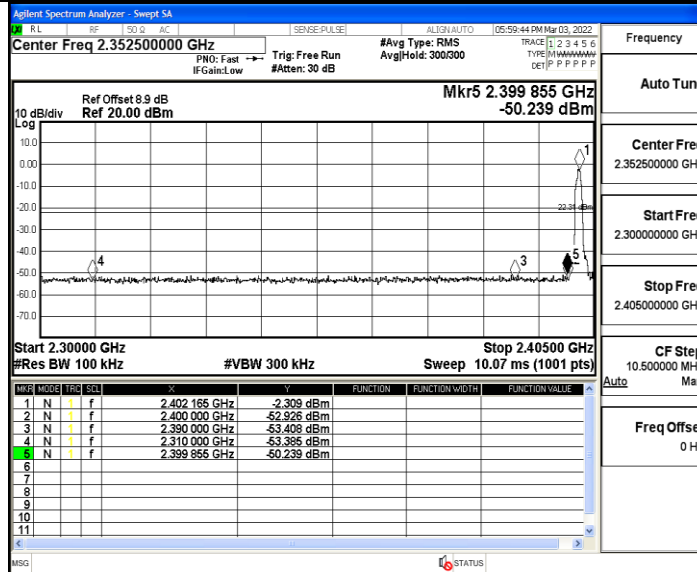 Agilent Spectrum Analyzer - Swept SA
RL RF 50 Ω AC SENSE:PULSE ALIGNAUTO 05:59:44 PM Mar 03, 2022
Center Freq 2.352500000 GHz
PNO: Fast
IFGain:Low
Trig: Free Run
#Atten: 30 dB
#Avg Type: RMS
Avg|Hold: 300/300
TRACE 1 2 3 4 5 6
TYPE M
DET P P P P P P
Frequency
Auto Tun
Center Fre
2.352500000 GH
Start Fre
2.300000000 GH
Stop Fre
2.405000000 GH
CF Step
10.500000 MH
Auto Ma
Freq Offse
0 H
Mkr5 2.399 855 GHz
-50.239 dBm
Ref Offset 8.9 dB
10 dB/div Ref 20.00 dBm
Log
10.0
0.00
-10.0
-20.0
-30.0
-40.0
-50.0
-60.0
-70.0
1
4
3
5
Start 2.30000 GHz Stop 2.40500 GHz
#Res BW 100 kHz #VBW 300 kHz Sweep 10.07 ms (1001 pts)
MKR MODE TRC SCL X Y FUNCTION FUNCTION WIDTH FUNCTION VALUE
1 N 1 f 2.402 165 GHz -2.309 dBm
2 N 1 f 2.400 000 GHz -52.926 dBm
3 N 1 f 2.390 000 GHz -53.408 dBm
4 N 1 f 2.310 000 GHz -53.385 dBm
5 N 1 f 2.399 855 GHz -50.239 dBm
6
7
8
9
10
11
MSG STATUS